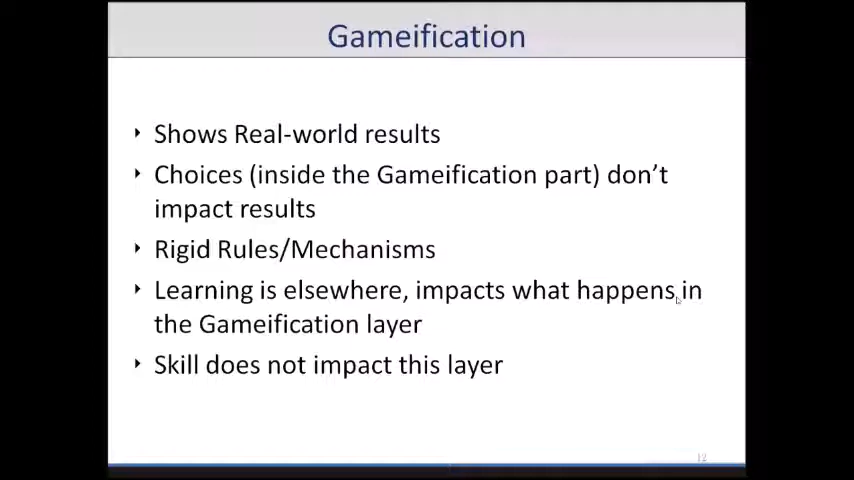 Gameification
Shows Real-world results
Choices (inside the Gameification part) don't
impact results
Rigid Rules/Mechanisms
Learning is elsewhere, impacts what happens in
the Gameification layer
Skill does not impact this layer
12